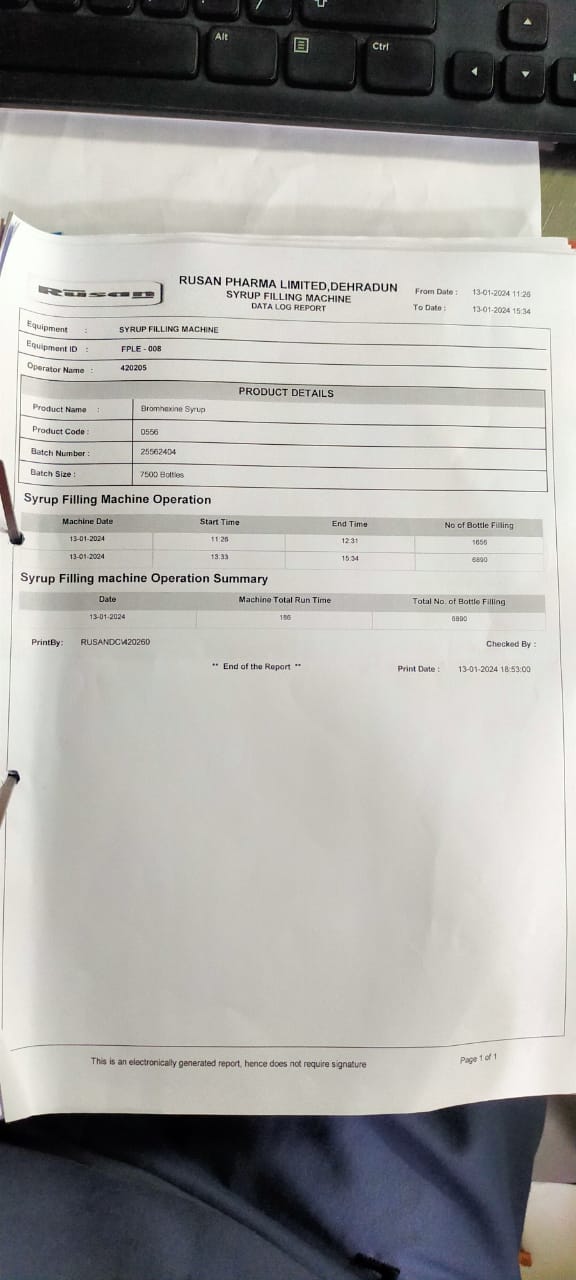 Alt
Ctrl
Rusan
RUSAN PHARMA LIMITED,DEHRADUN
SYRUP FILLING MACHINE
DATA LOG REPORT
From Date : 13-01-2024 11:26
To Date : 13-01-2024 15:34
Equipment : SYRUP FILLING MACHINE
Equipment ID : FPLE - 008
Operator Name : 420205
PRODUCT DETAILS
Product Name : Bromhexine Syrup
Product Code : 0556
Batch Number : 25562404
Batch Size : 7500 Bottles
Syrup Filling Machine Operation
Machine Date Start Time End Time No of Bottle Filling
13-01-2024 11:26 12:31 1656
13-01-2024 13:33 15:34 6890
Syrup Filling machine Operation Summary
Date Machine Total Run Time Total No. of Bottle Filling
13-01-2024 186 6890
PrintBy: RUSANDCV420260
Checked By :
** End of the Report **
Print Date : 13-01-2024 18:53:00
This is an electronically generated report, hence does not require signature
Page 1 of 1